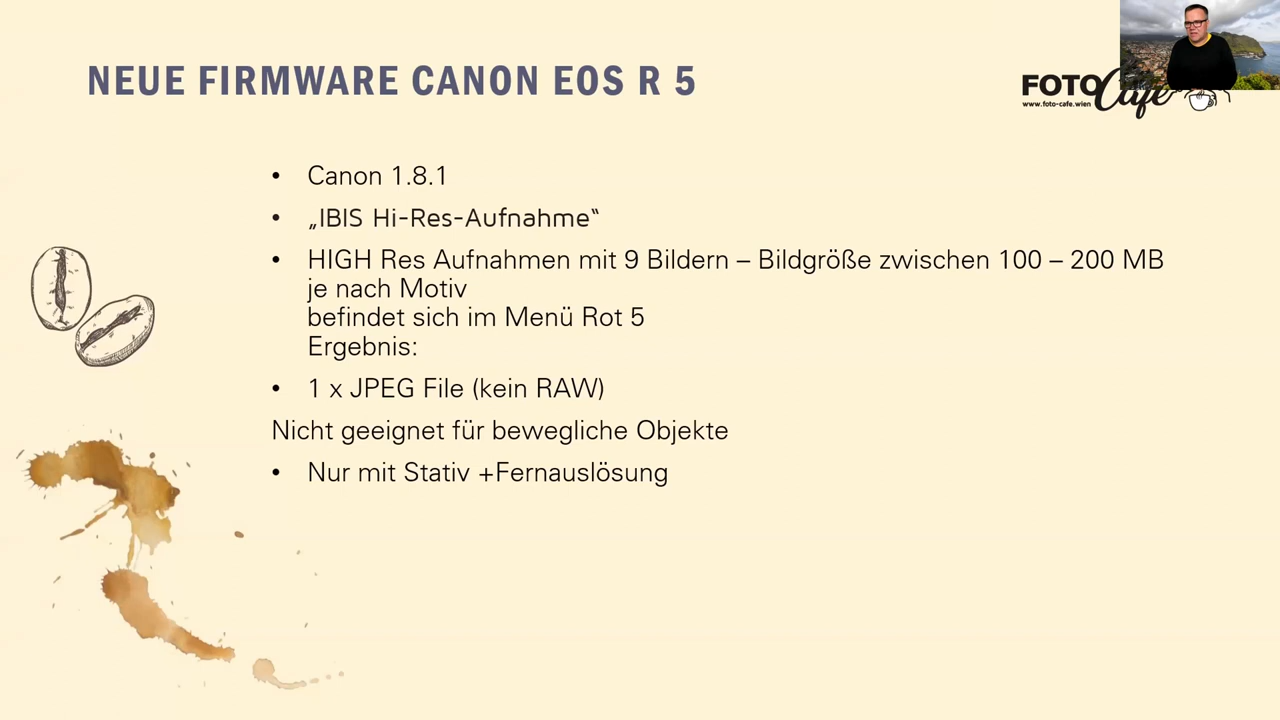 NEUE FIRMWARE CANON EOS R 5
FOTO Cafe
www.foto-cafe.wien
• Canon 1.8.1
• „IBIS Hi-Res-Aufnahme“
• HIGH Res Aufnahmen mit 9 Bildern – Bildgröße zwischen 100 – 200 MB
je nach Motiv
befindet sich im Menü Rot 5
Ergebnis:
• 1 x JPEG File (kein RAW)
Nicht geeignet für bewegliche Objekte
• Nur mit Stativ +Fernauslösung